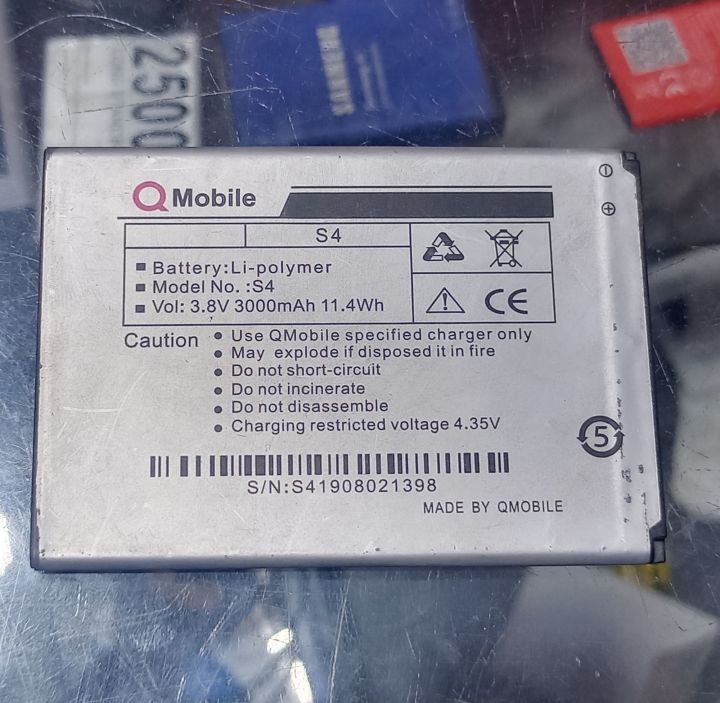 2500
SAMSUNG
Q Mobile
S4
Battery:Li-polymer
Model No. :S4
Vol: 3.8V 3000mAh 11.4Wh
CE
Caution
Use QMobile specified charger only
May explode if disposed it in fire
Do not short-circuit
Do not incinerate
Do not disassemble
Charging restricted voltage 4.35V
5
S/N:S41908021398
MADE BY QMOBILE